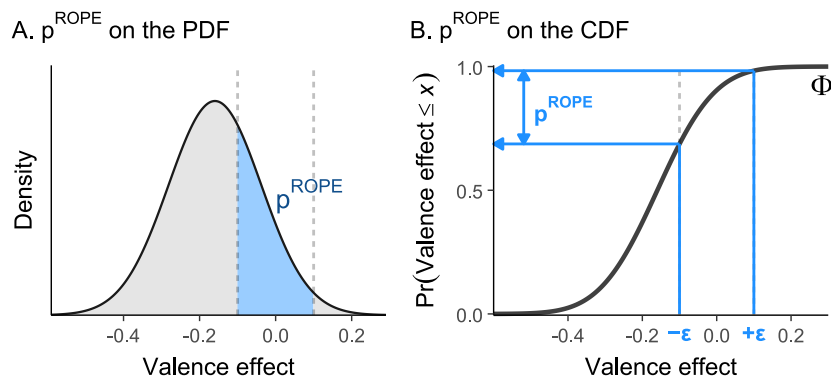 A. p^ROPE on the PDF
Density
p^ROPE
-0.4
-0.2
0.0
0.2
Valence effect
B. p^ROPE on the CDF
Pr(Valence effect ≤ x)
1.0
0.5
0.0
p^ROPE
Φ
-0.4
-0.2
0.0
0.2
−ε
+ε
Valence effect